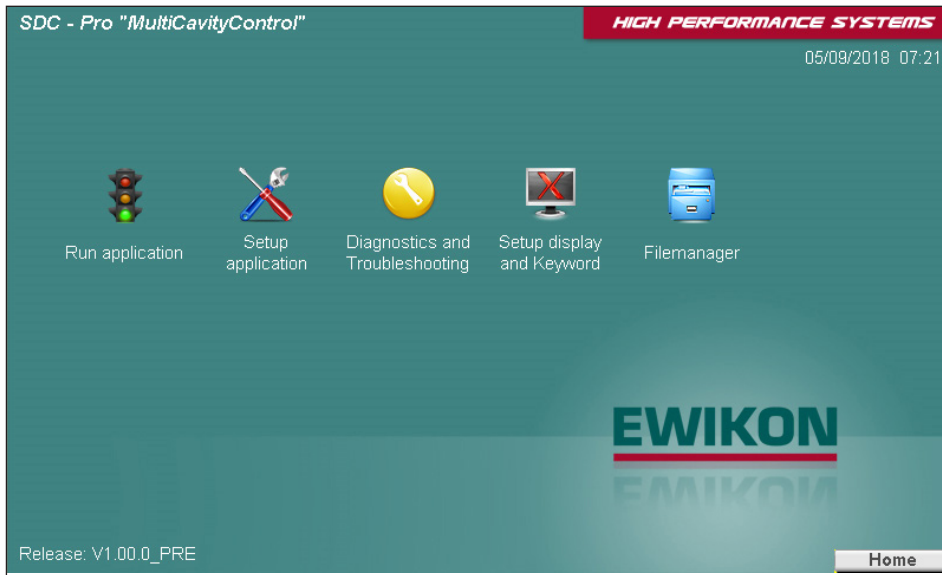 SDC - Pro "MultiCavityControl"
HIGH PERFORMANCE SYSTEMS
05/09/2018 07:21
Run application
Setup
application
Diagnostics and
Troubleshooting
Setup display
and Keyword
Filemanager
EWIKON
Release: V1.00.0_PRE
Home